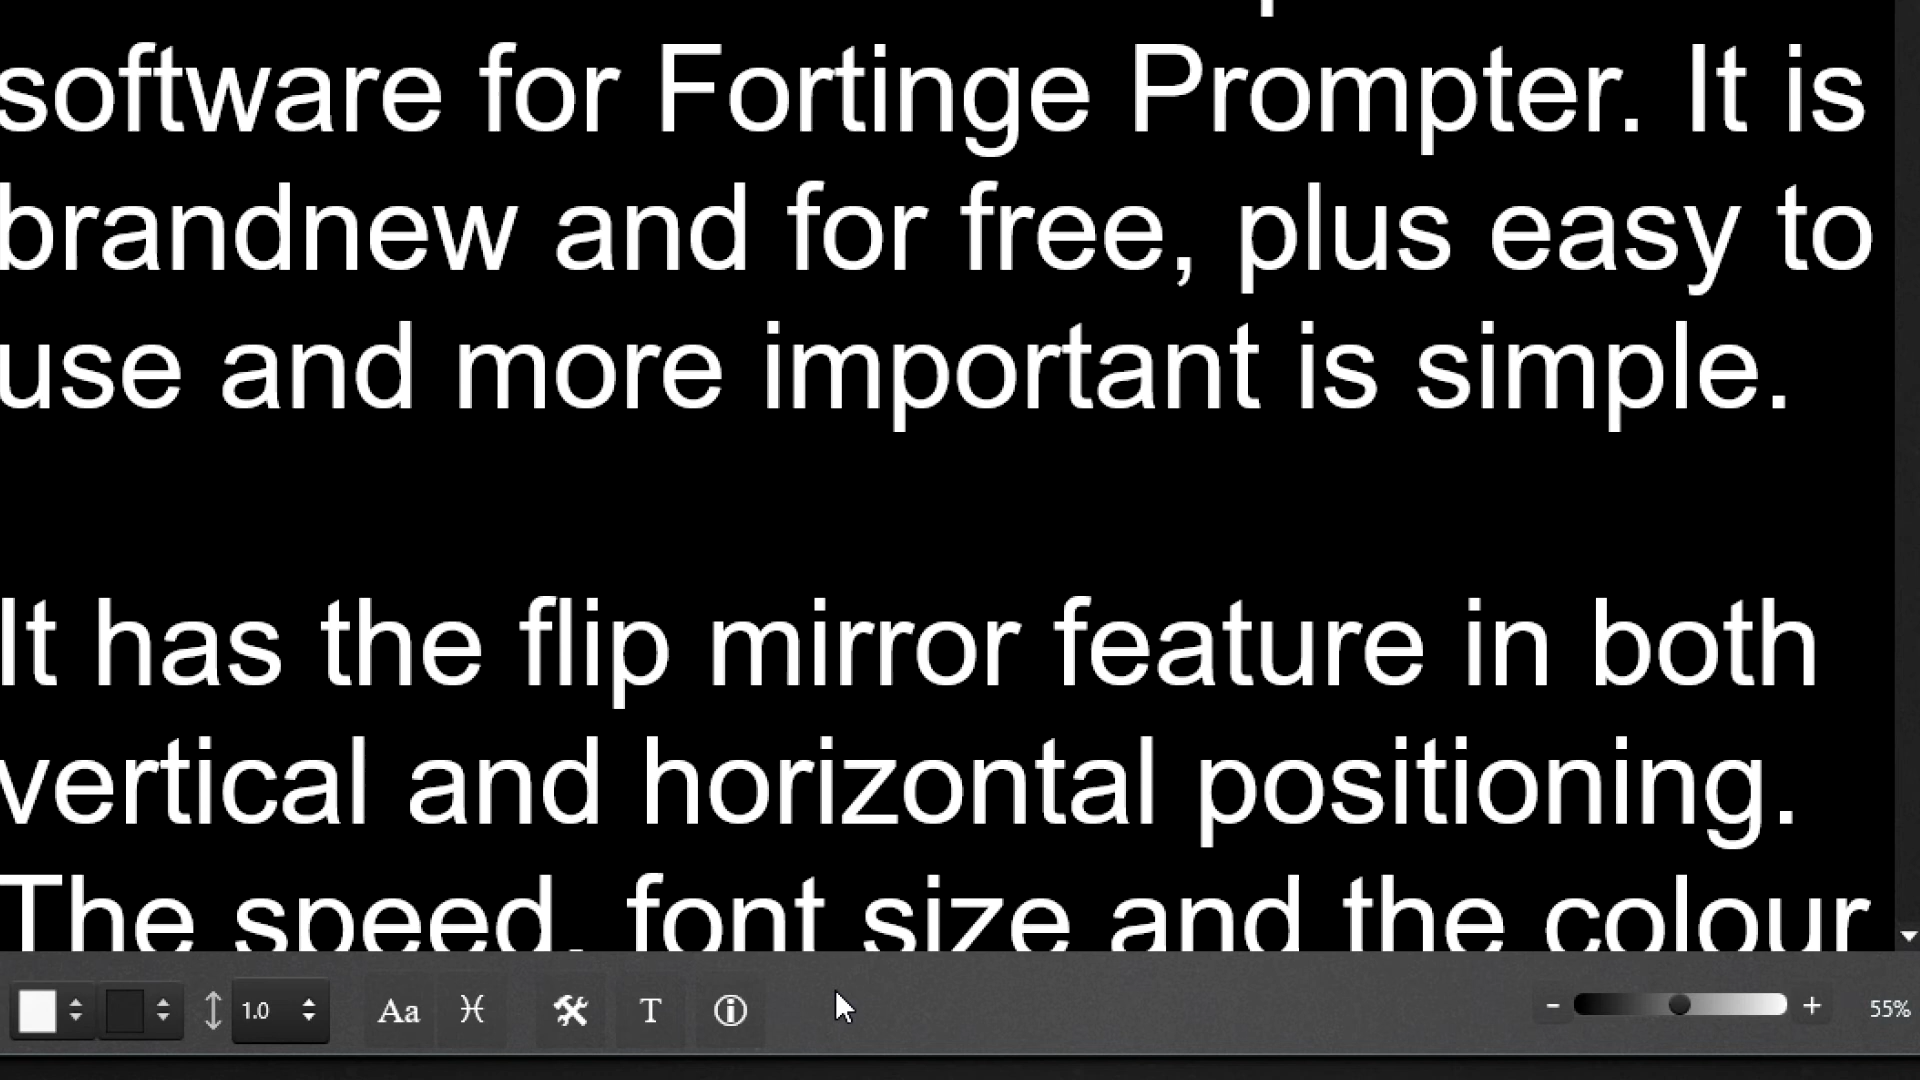 software for Fortinge Prompter. It is
brandnew and for free, plus easy to
use and more important is simple.
It has the flip mirror feature in both
vertical and horizontal positioning.
The speed, font size and the colour
1.0 Aa T - + 55%